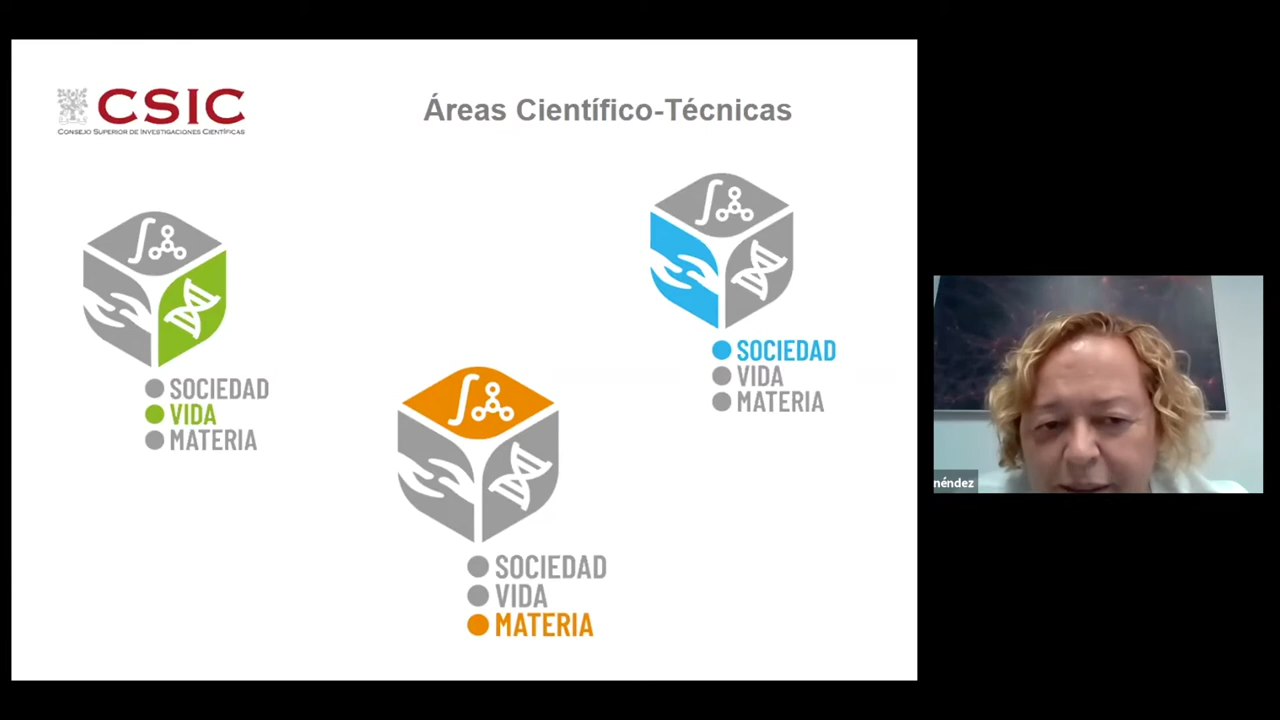 CSIC
CONSEJO SUPERIOR DE INVESTIGACIONES CIENTÍFICAS
Áreas Científico-Técnicas
SOCIEDAD
VIDA
MATERIA
SOCIEDAD
VIDA
MATERIA
SOCIEDAD
VIDA
MATERIA
néndez